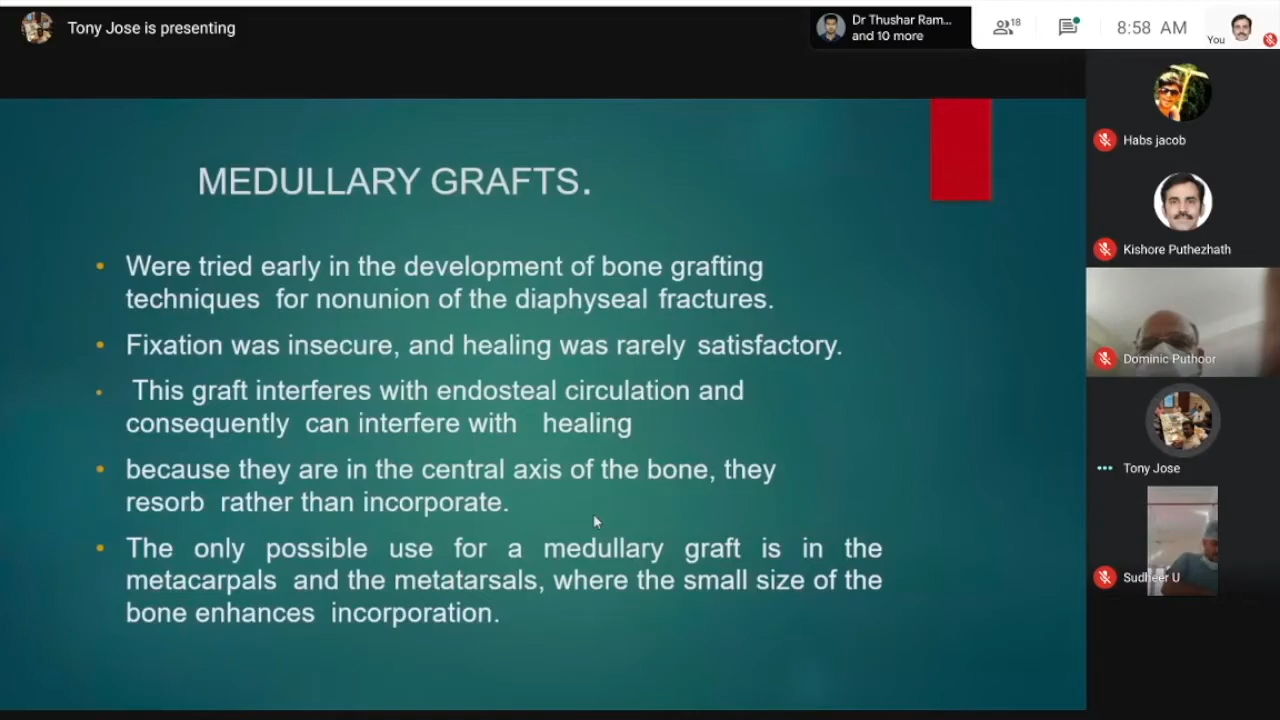 Tony Jose is presenting
Dr Thushar Ram...
and 10 more
18
8:58 AM
You
MEDULLARY GRAFTS.
• Were tried early in the development of bone grafting
techniques for nonunion of the diaphyseal fractures.
• Fixation was insecure, and healing was rarely satisfactory.
• This graft interferes with endosteal circulation and
consequently can interfere with healing
• because they are in the central axis of the bone, they
resorb rather than incorporate.
• The only possible use for a medullary graft is in the
metacarpals and the metatarsals, where the small size of the
bone enhances incorporation.
Habs jacob
Kishore Puthezhath
Dominic Puthoor
Tony Jose
Sudheer U